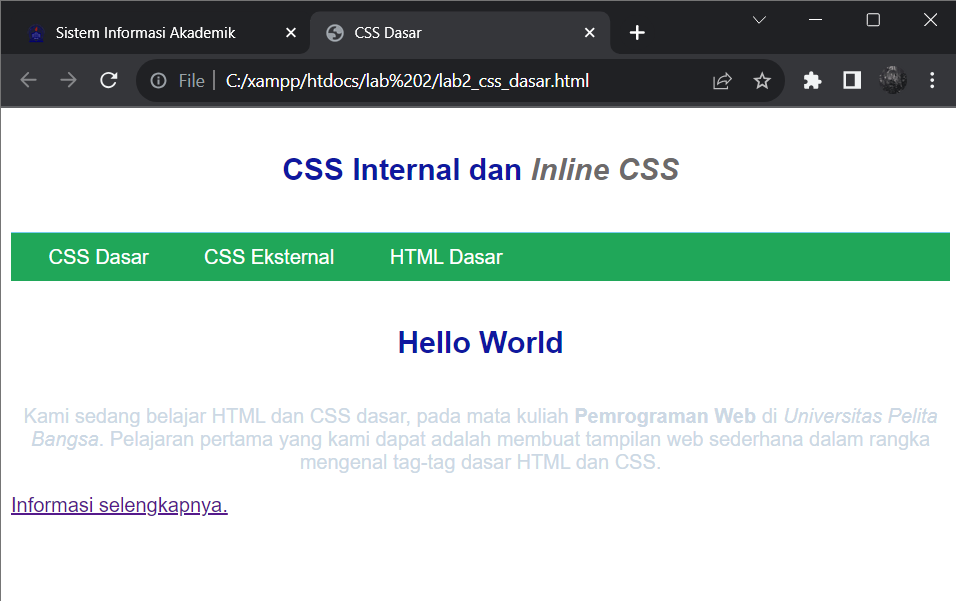 Sistem Informasi Akademik
CSS Dasar
File | C:/xampp/htdocs/lab%202/lab2_css_dasar.html
CSS Internal dan Inline CSS
CSS Dasar CSS Eksternal HTML Dasar
Hello World
Kami sedang belajar HTML dan CSS dasar, pada mata kuliah Pemrograman Web di Universitas Pelita
Bangsa. Pelajaran pertama yang kami dapat adalah membuat tampilan web sederhana dalam rangka
mengenal tag-tag dasar HTML dan CSS.
Informasi selengkapnya.